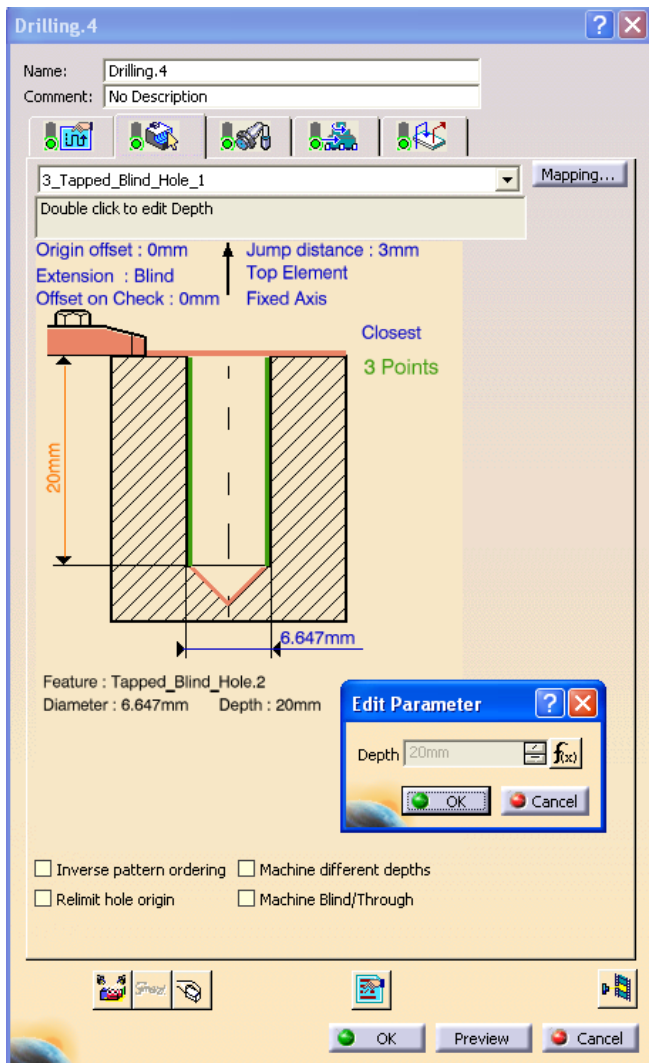 Drilling.4
Name: Drilling.4
Comment: No Description
3_Tapped_Blind_Hole_1
Mapping...
Double click to edit Depth
Origin offset : 0mm Jump distance : 3mm
Extension : Blind Top Element
Offset on Check : 0mm Fixed Axis
Closest
3 Points
20mm
6.647mm
Feature : Tapped_Blind_Hole.2
Diameter : 6.647mm Depth : 20mm
Edit Parameter
Depth 20mm f(x)
OK Cancel
Inverse pattern ordering Machine different depths
Relimit hole origin Machine Blind/Through
OK Preview Cancel